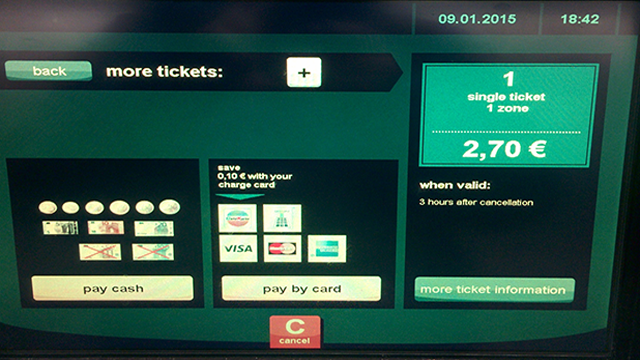 09.01.2015 18:42
back more tickets: +
1
single ticket
1 zone
2,70 €
save
0,10 € with your
charge card
when valid:
3 hours after cancellation
VISA
pay cash
pay by card
more ticket information
C
cancel